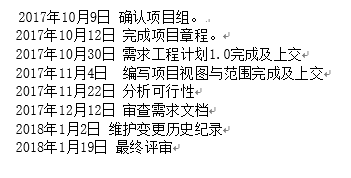 2017年10月9日 确认项目组。
2017年10月12日 完成项目章程。
2017年10月30日 需求工程计划1.0完成及上交
2017年11月4日 编写项目视图与范围完成及上交
2017年11月22日 分析可行性
2017年12月12日 审查需求文档
2018年1月2日 维护变更历史纪录
2018年1月19日 最终评审